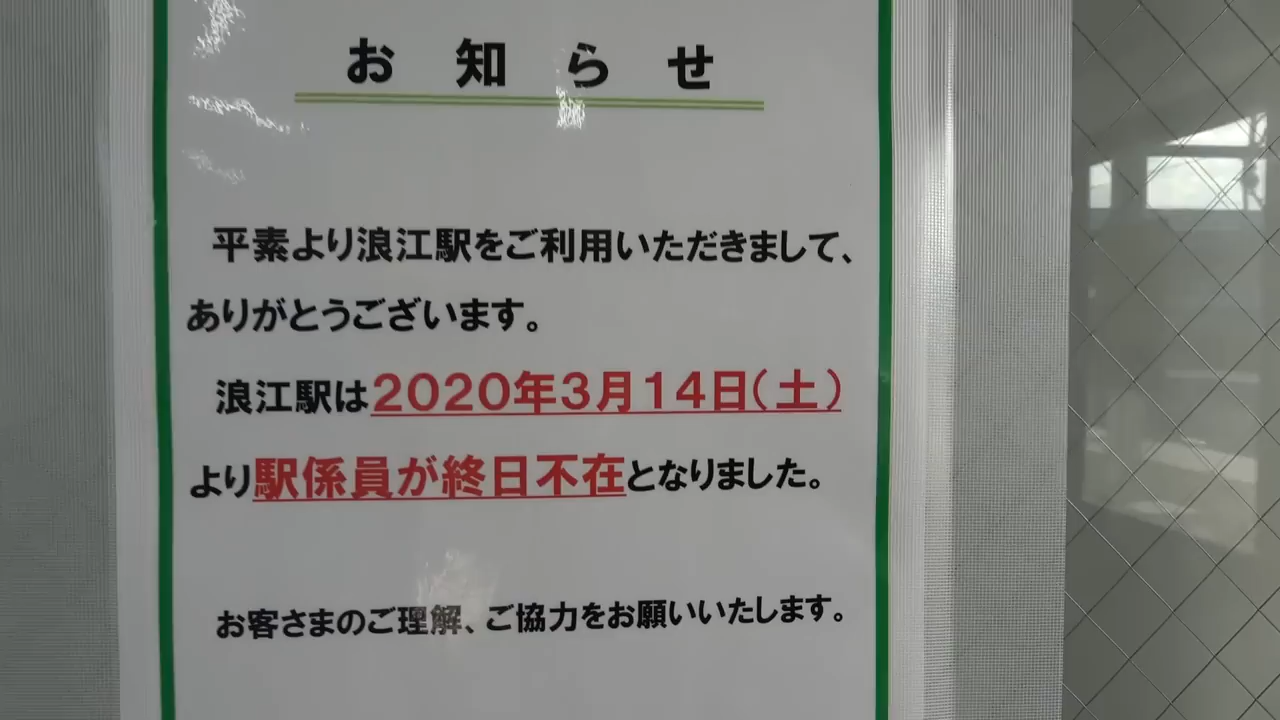 お知らせ
平素より浪江駅をご利用いただきまして、
ありがとうございます。
浪江駅は2020年3月14日(土)
より駅係員が終日不在となりました。
お客さまのご理解、ご協力をお願いいたします。